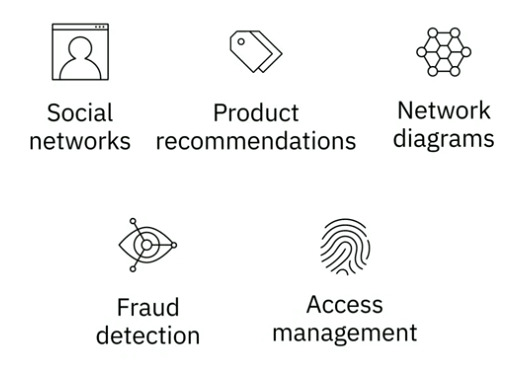 Social
networks
Product
recommendations
Network
diagrams
Fraud
detection
Access
management